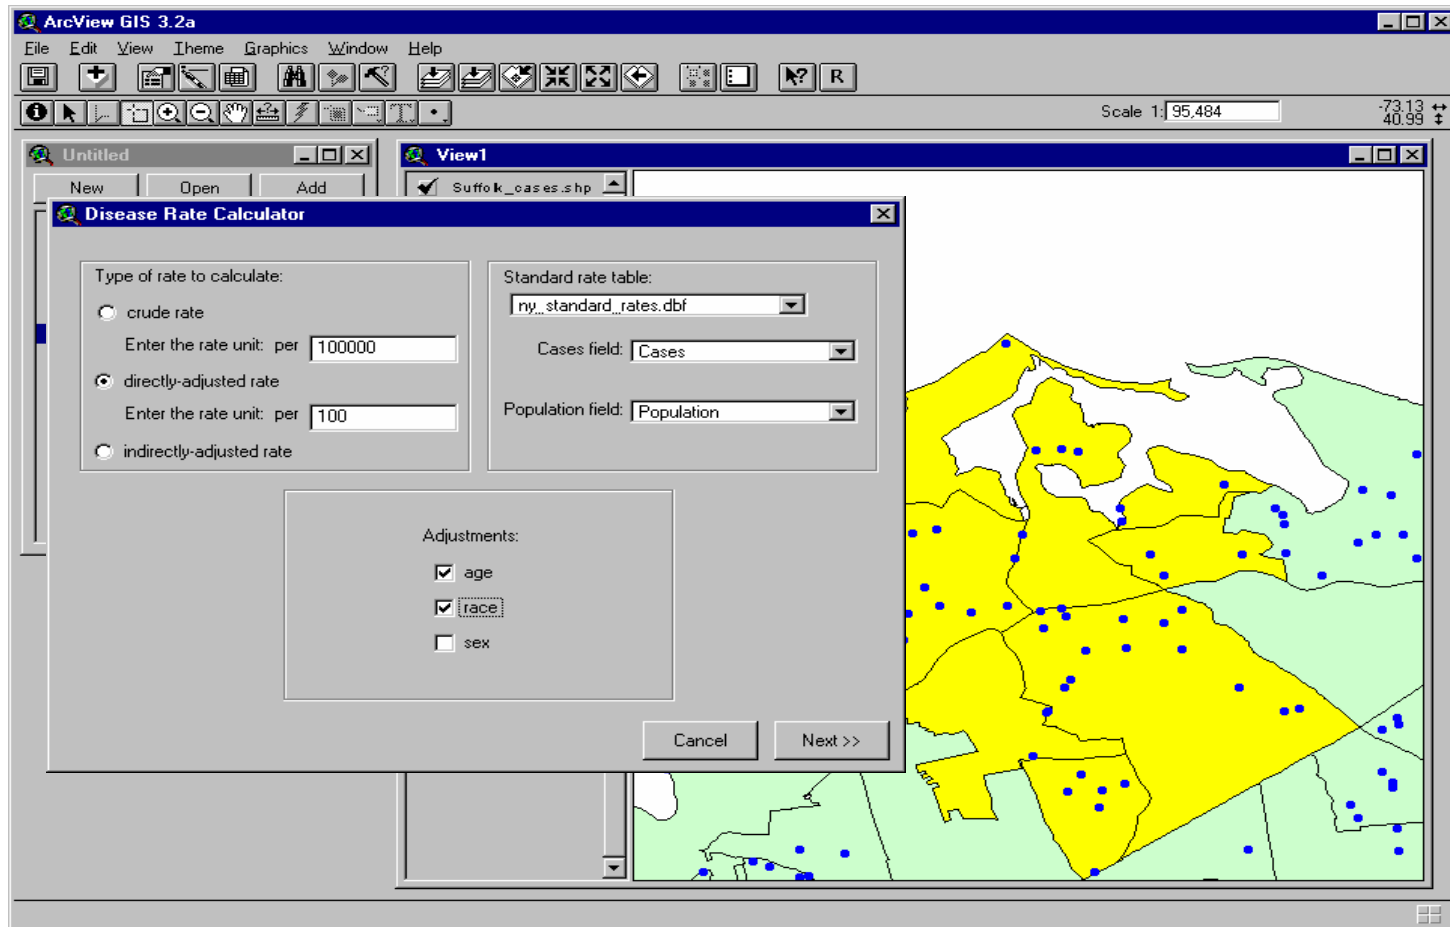 ArcView GIS 3.2a
File Edit View Theme Graphics Window Help
R
Scale 1: 95,484
-73.13
40.99
Untitled
New Open Add
View1
Suffolk_cases.shp
Disease Rate Calculator
Type of rate to calculate:
crude rate
Enter the rate unit: per 100000
directly-adjusted rate
Enter the rate unit: per 100
indirectly-adjusted rate
Standard rate table:
ny_standard_rates.dbf
Cases field: Cases
Population field: Population
Adjustments:
age
race
sex
Cancel Next >>